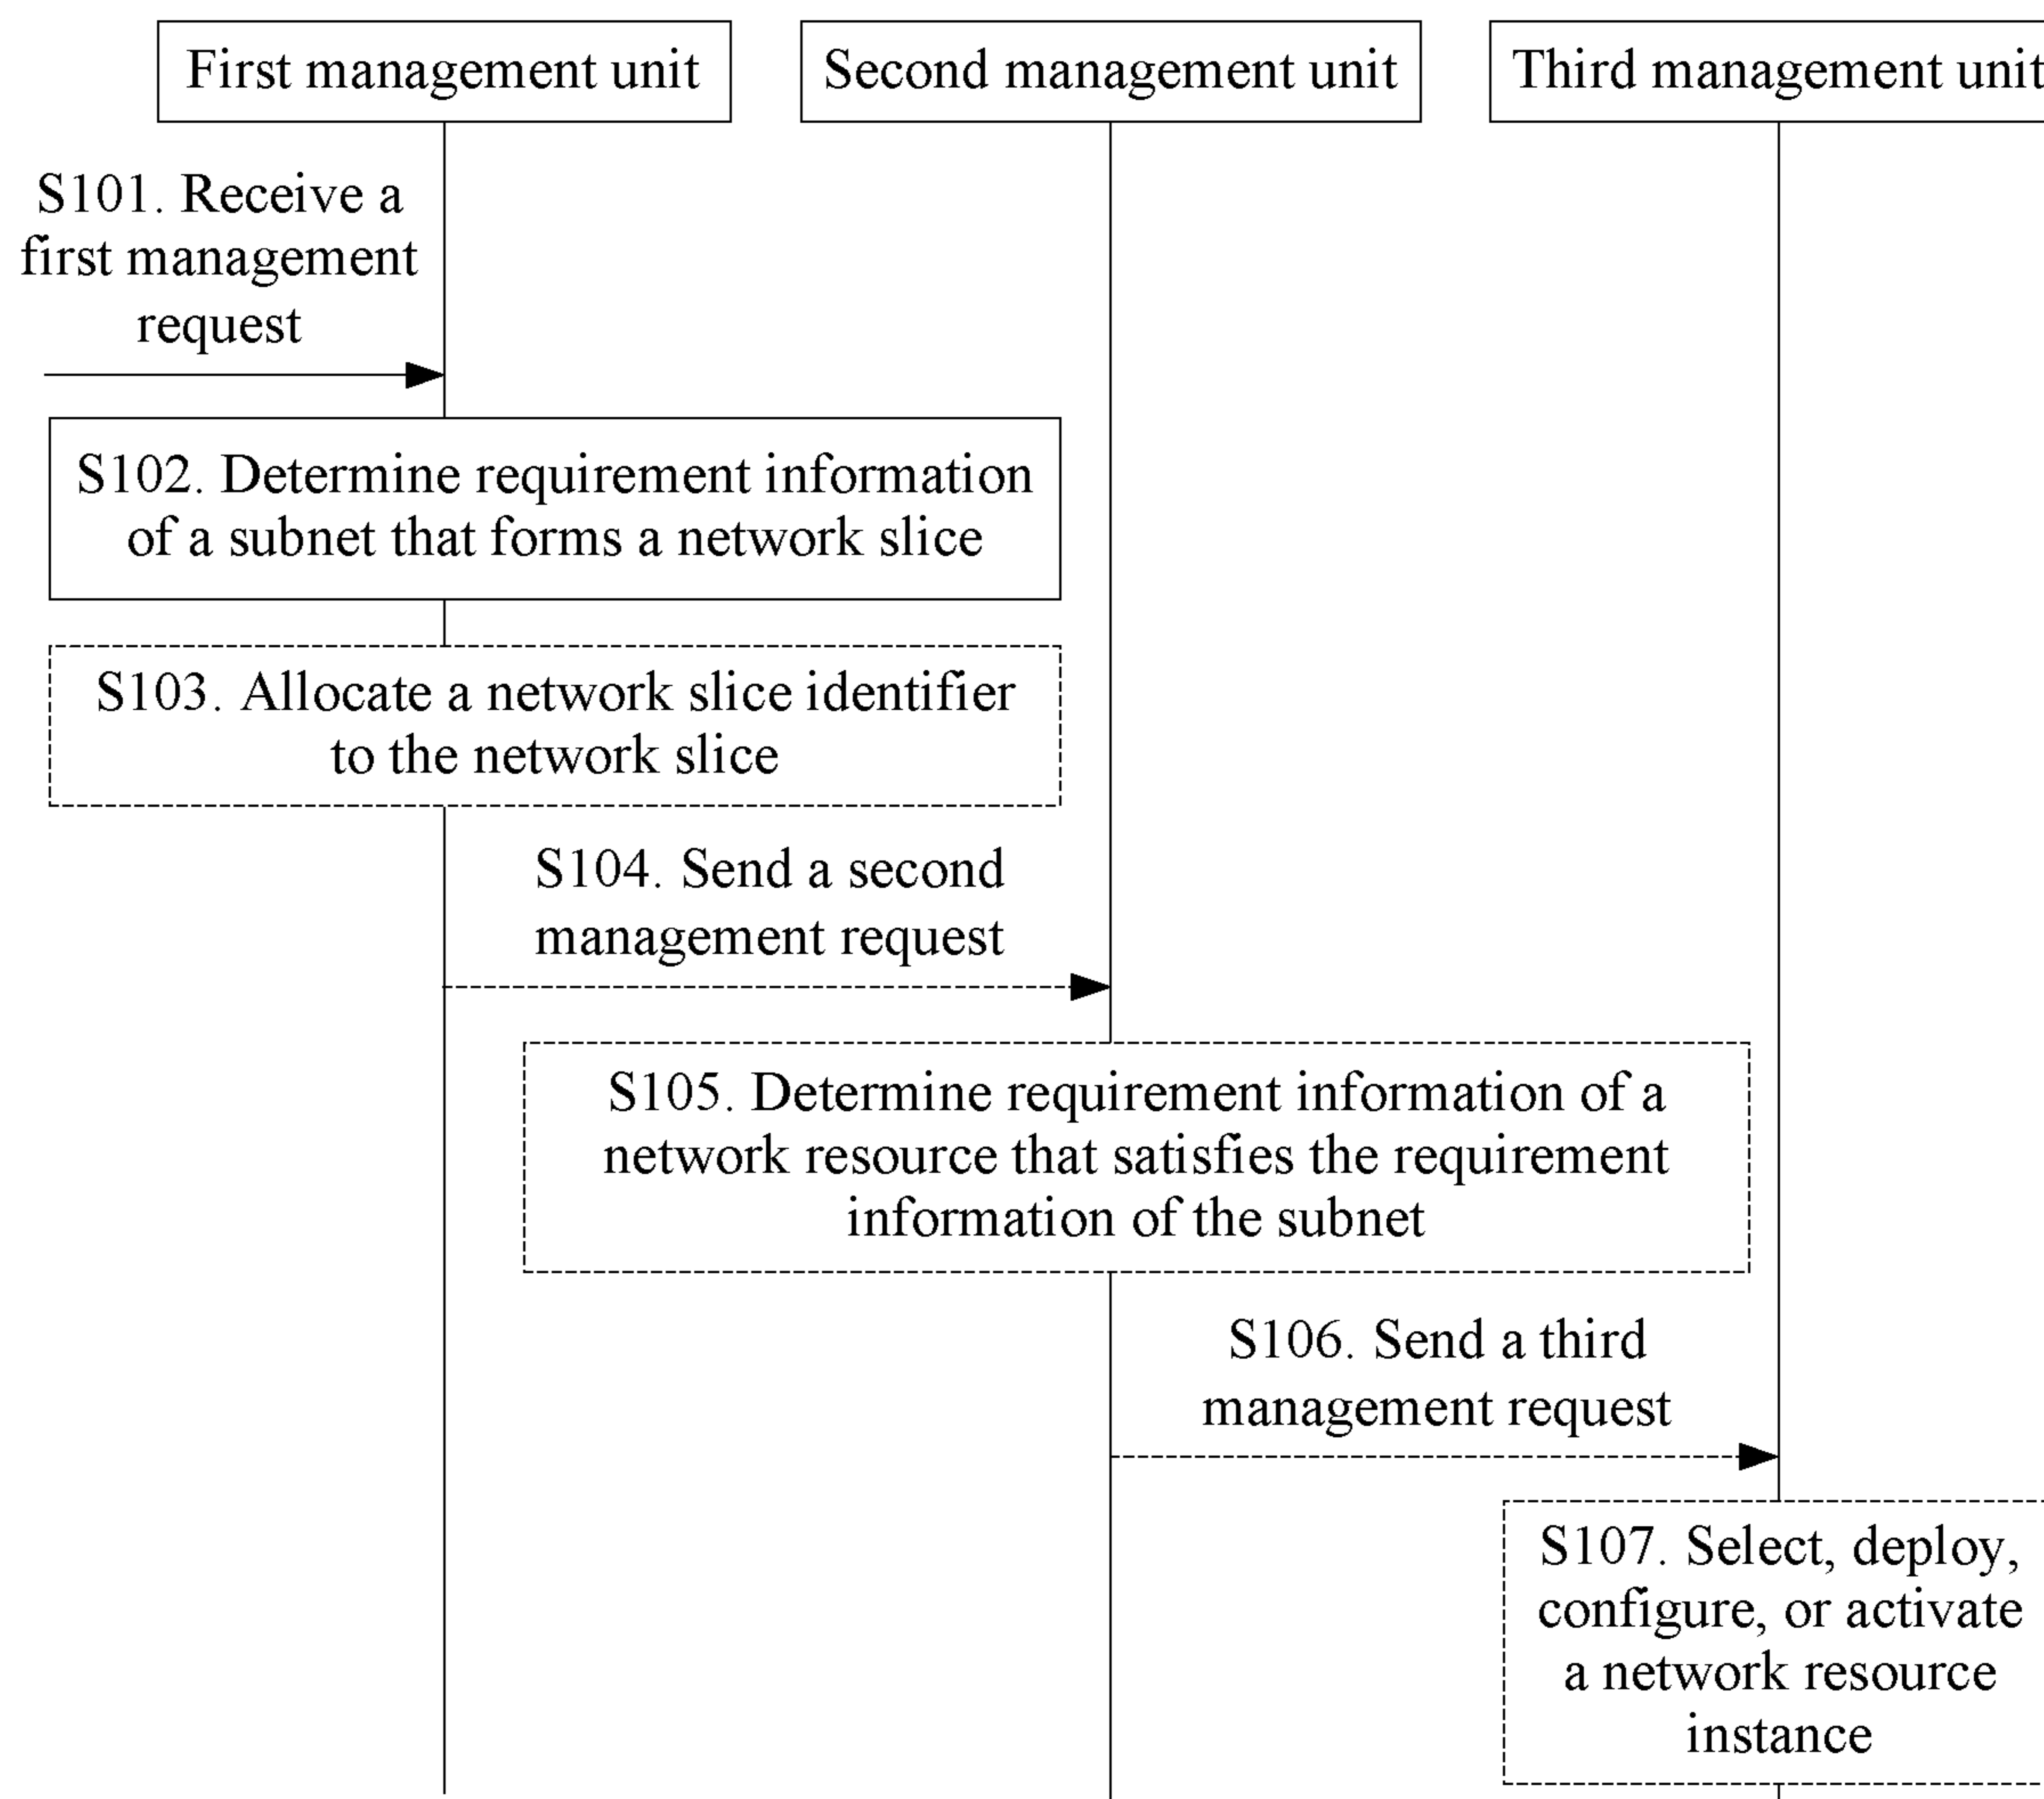 First management unit
Second management unit
Third management unit
S101. Receive a
first management
request
S102. Determine requirement information
of a subnet that forms a network slice
S103. Allocate a network slice identifier
to the network slice
S104. Send a second
management request
S105. Determine requirement information of a
network resource that satisfies the requirement
information of the subnet
S106. Send a third
management request
S107. Select, deploy,
configure, or activate
a network resource
instance